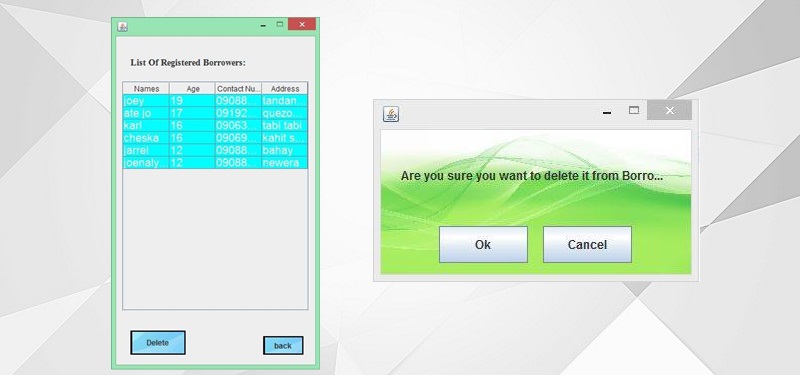 List Of Registered Borrowers:
Names Age Contact Nu... Address
joey 19 09088... tandan...
ate jo 17 09192... quezo...
karl 16 09063... tabi tabi
cheska 16 09069... kahit s...
jarrel 12 09088... bahay
joenaly... 12 09088... newera
Delete back
Are you sure you want to delete it from Borro...
Ok Cancel